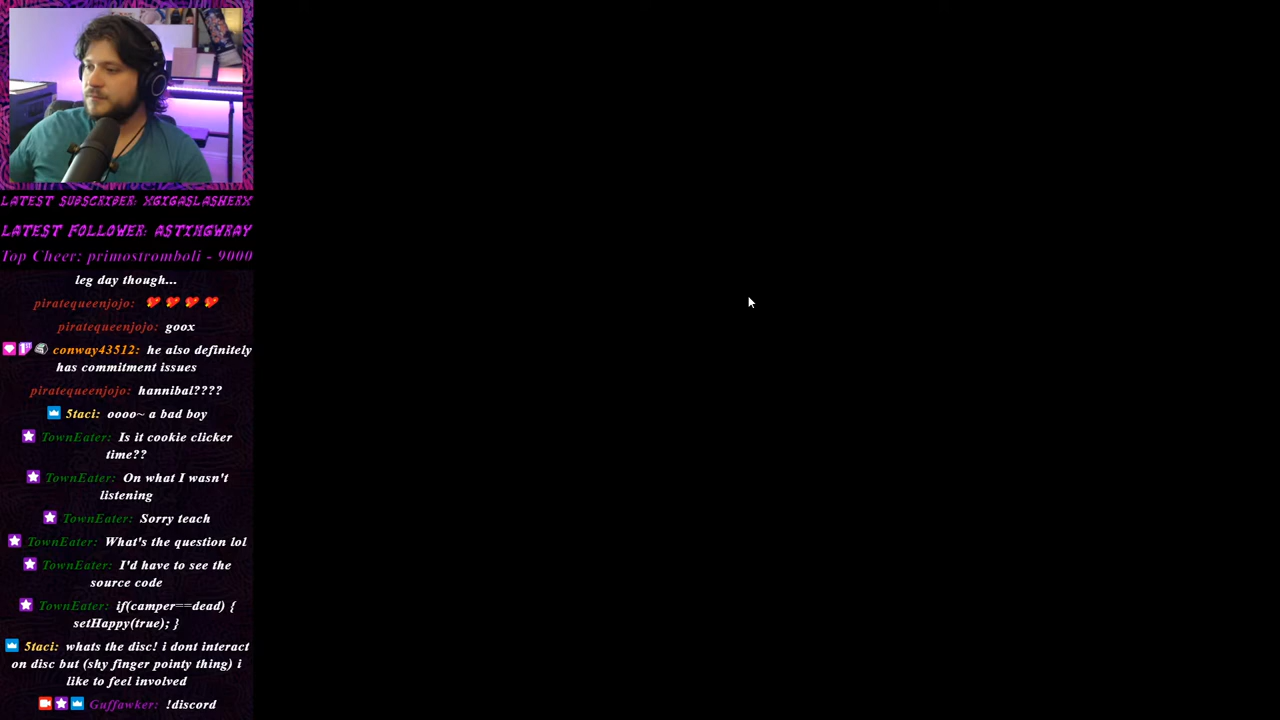 LATEST SUBSCRIBER: XGIGASLASHERX
LATEST FOLLOWER: ASTINGWRAY
Top Cheer: primostromboli - 9000
leg day though...
piratequeenjojo:
piratequeenjojo: goox
conway43512: he also definitely
has commitment issues
piratequeenjojo: hannibal????
5taci: oooo~ a bad boy
TownEater: Is it cookie clicker
time??
TownEater: On what I wasn't
listening
TownEater: Sorry teach
TownEater: What's the question lol
TownEater: I'd have to see the
source code
TownEater: if(camper==dead) {
setHappy(true); }
5taci: whats the disc! i dont interact
on disc but (shy finger pointy thing) i
like to feel involved
Guffawker: !discord